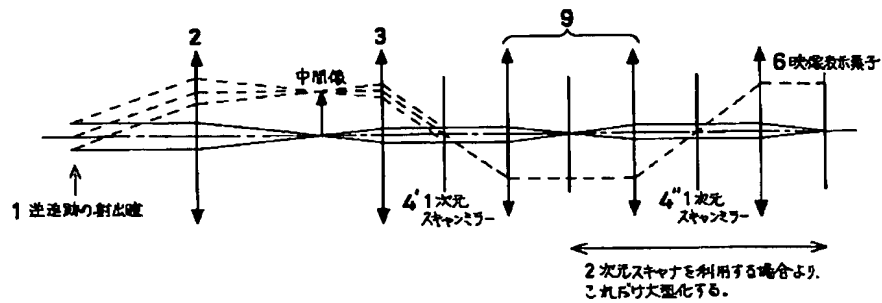 2
3
9
中間像
6 映像表示素子
1 逆追跡の射出瞳
4' 1次元
スキャンミラー
4" 1次元
スキャンミラー
2次元スキャナを利用する場合より、
これだけ大型化する。